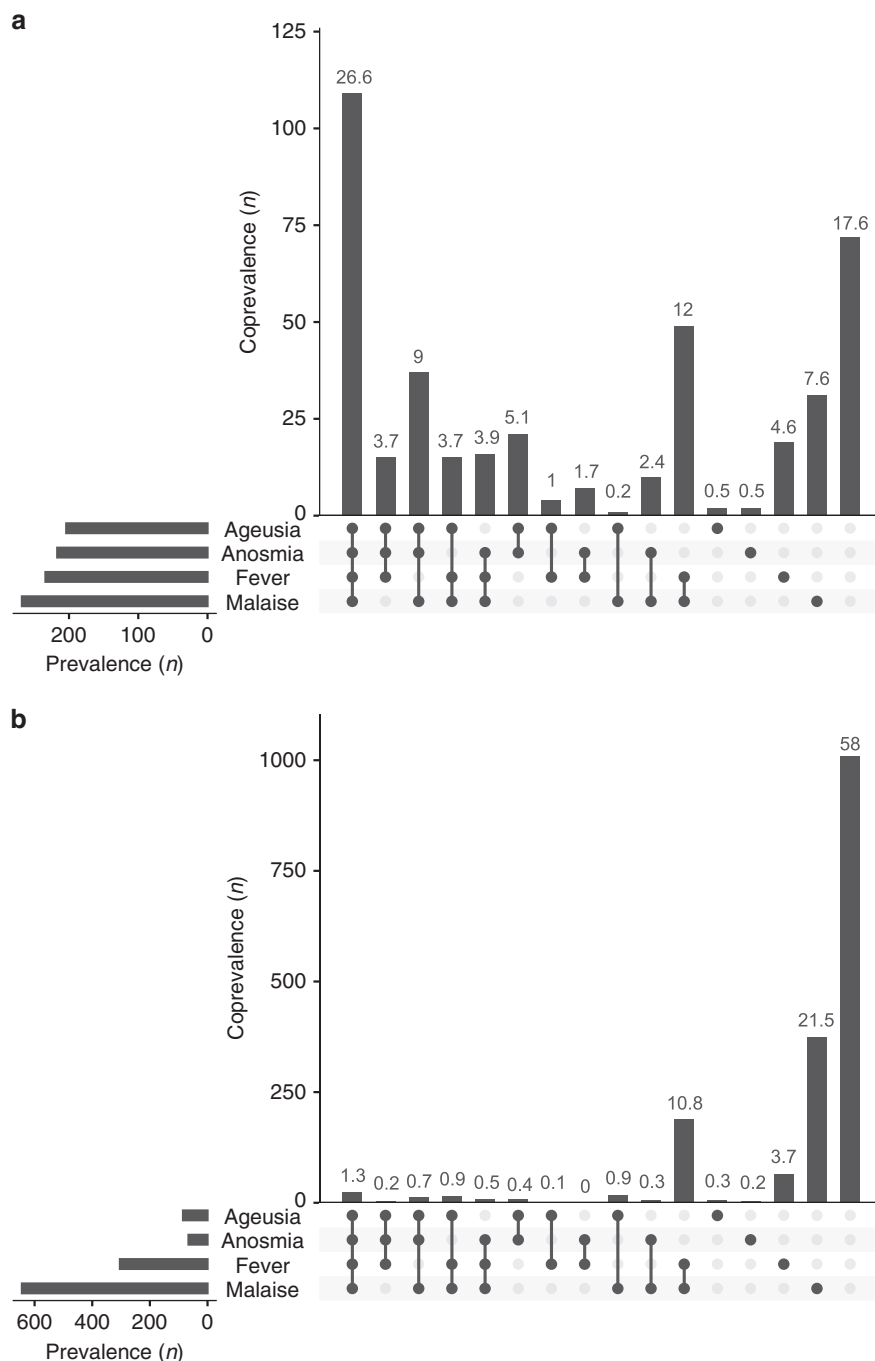 a
125
100
75
50
25
0
Coprevalence (n)
26.6
3.7
9
3.7
3.9
5.1
1
1.7
0.2
2.4
12
0.5
0.5
4.6
7.6
17.6
Ageusia
Anosmia
Fever
Malaise
200 100 0
Prevalence (n)
b
1000
750
500
250
0
Coprevalence (n)
1.3
0.2
0.7
0.9
0.5
0.4
0.1
0
0.9
0.3
10.8
0.3
0.2
3.7
21.5
58
Ageusia
Anosmia
Fever
Malaise
600 400 200 0
Prevalence (n)